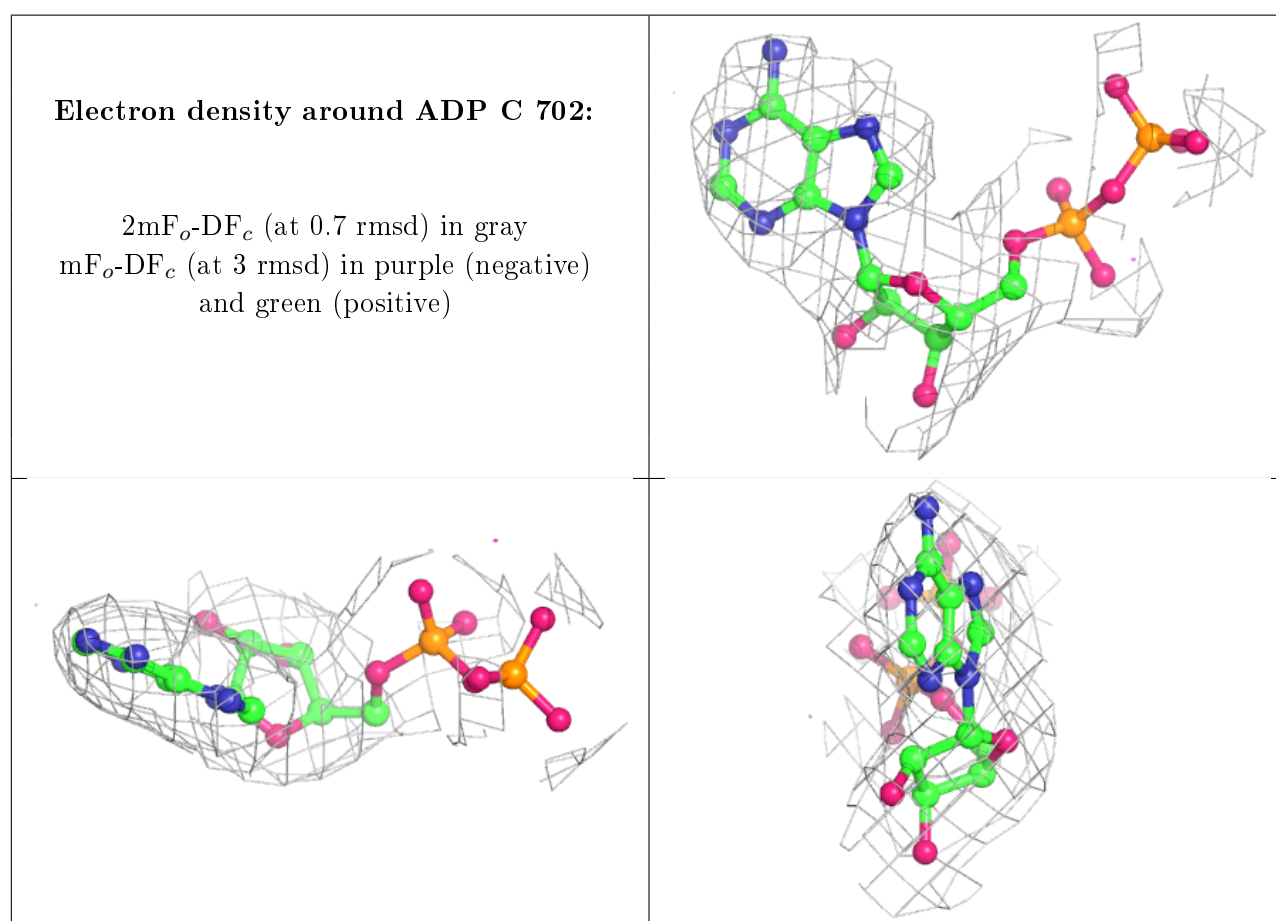 Electron density around ADP C 702:
2mFₒ-DF𝒸 (at 0.7 rmsd) in gray
mFₒ-DF𝒸 (at 3 rmsd) in purple (negative)
and green (positive)